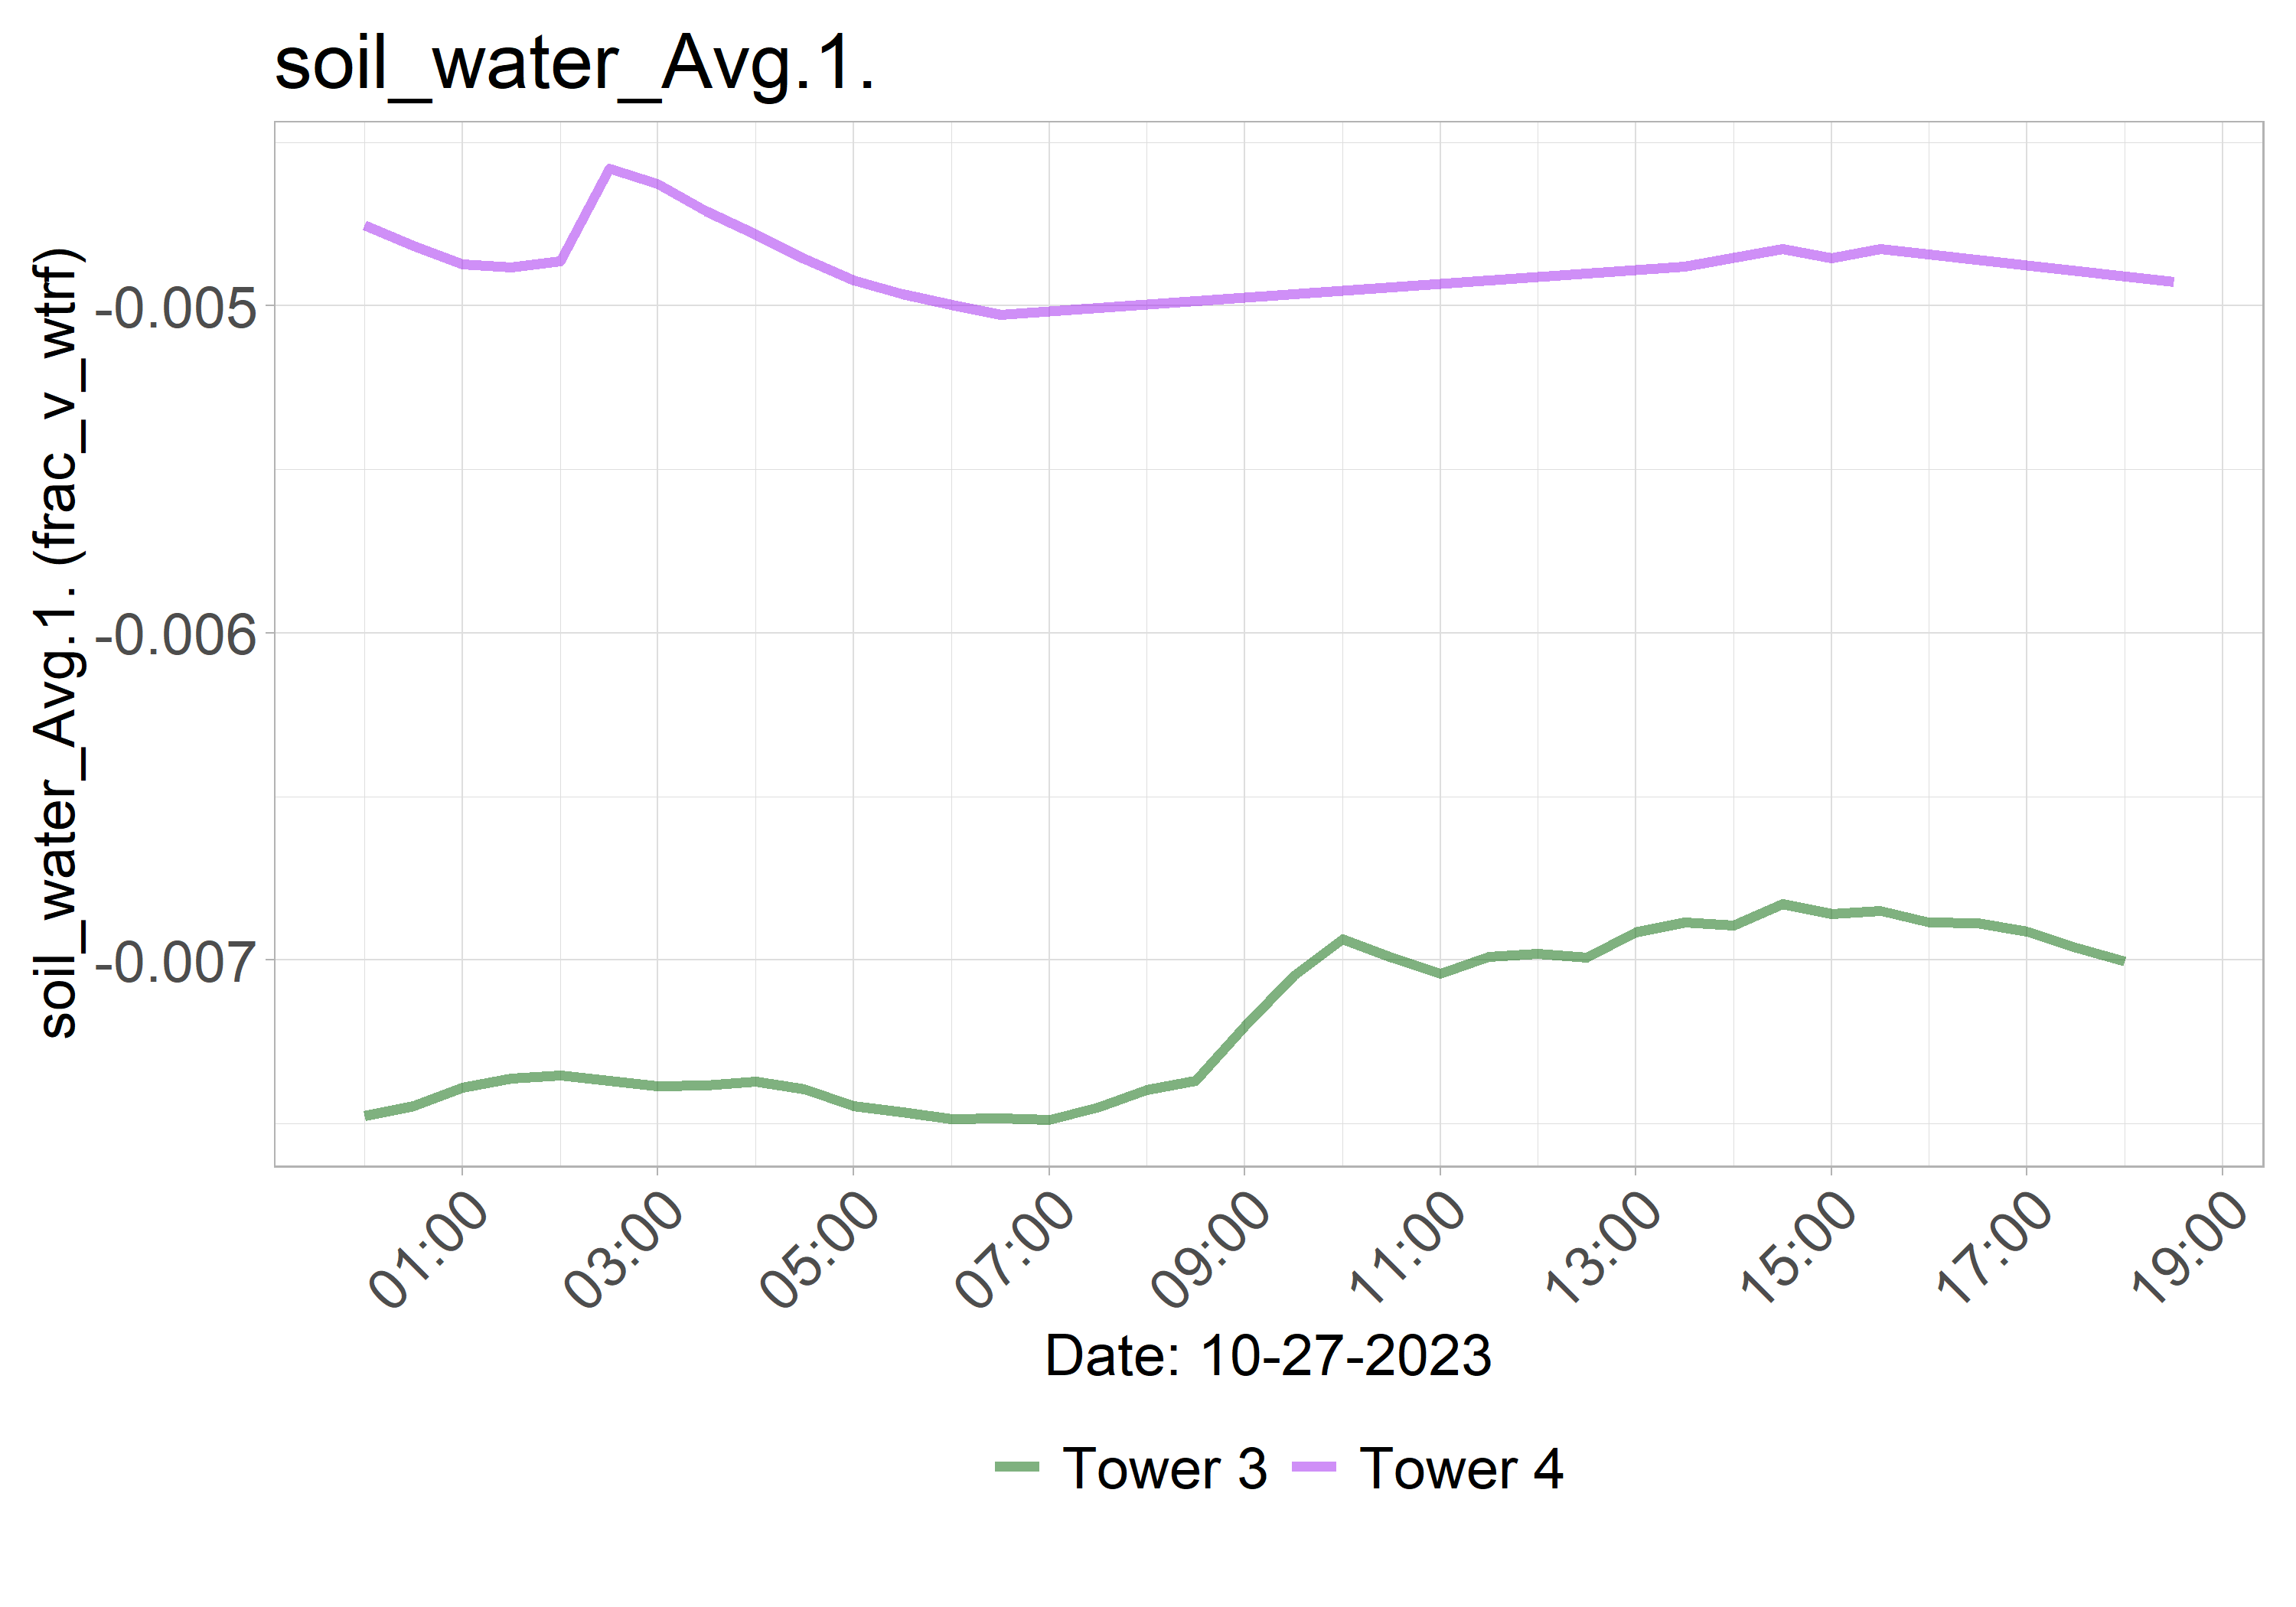 soil_water_Avg.1.
soil_water_Avg.1. (frac_v_wtrf)
-0.005
-0.006
-0.007
01:00
03:00
05:00
07:00
09:00
11:00
13:00
15:00
17:00
19:00
Date: 10-27-2023
Tower 3
Tower 4